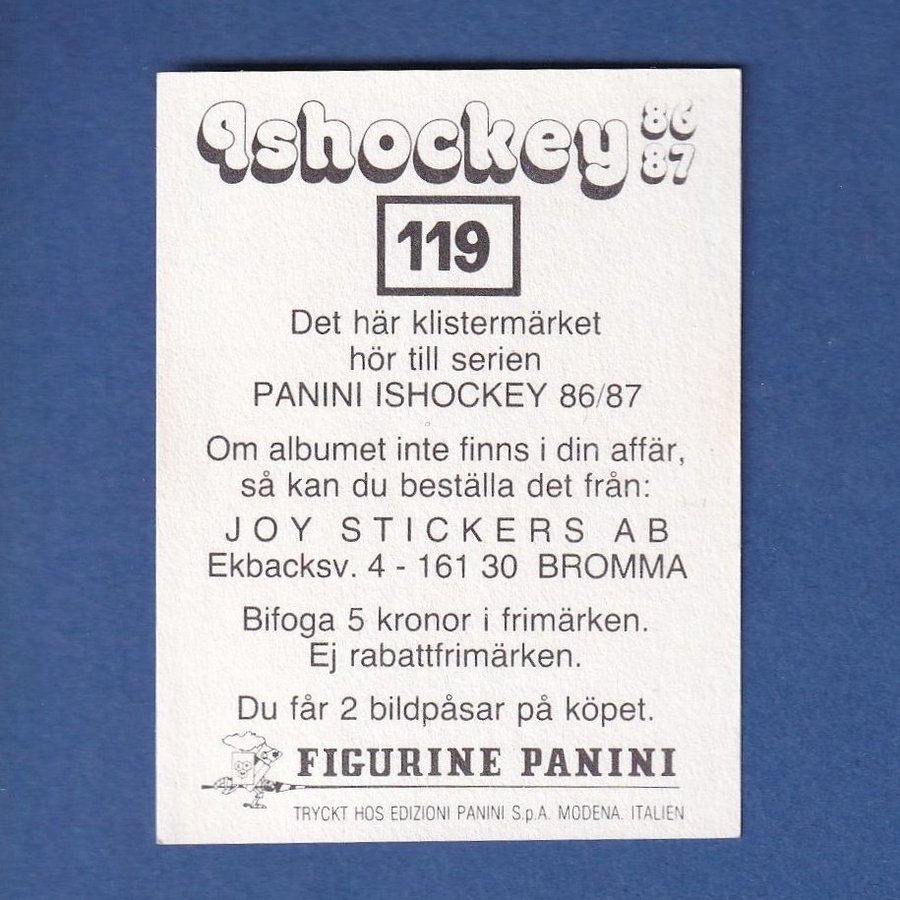 Ishockey 86
87
119
Det här klistermärket
hör till serien
PANINI ISHOCKEY 86/87
Om albumet inte finns i din affär,
så kan du beställa det från:
JOY STICKERS AB
Ekbacksv. 4 - 161 30 BROMMA
Bifoga 5 kronor i frimärken.
Ej rabattfrimärken.
Du får 2 bildpåsar på köpet.
FIGURINE PANINI
TRYCKT HOS EDIZIONI PANINI S.p.A. MODENA. ITALIEN